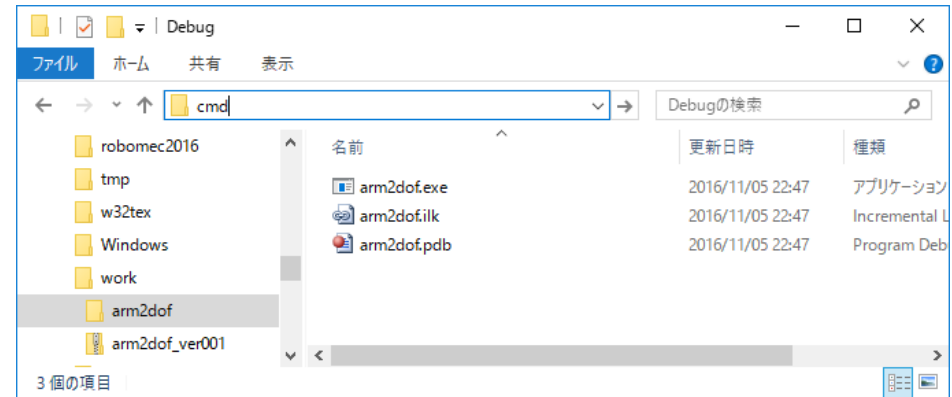 Debug
ファイル ホーム 共有 表示
cmd Debugの検索
robomec2016
tmp
w32tex
Windows
work
arm2dof
arm2dof_ver001
名前 更新日時 種類
arm2dof.exe 2016/11/05 22:47 アプリケーション
arm2dof.ilk 2016/11/05 22:47 Incremental L
arm2dof.pdb 2016/11/05 22:47 Program Deb
3 個の項目